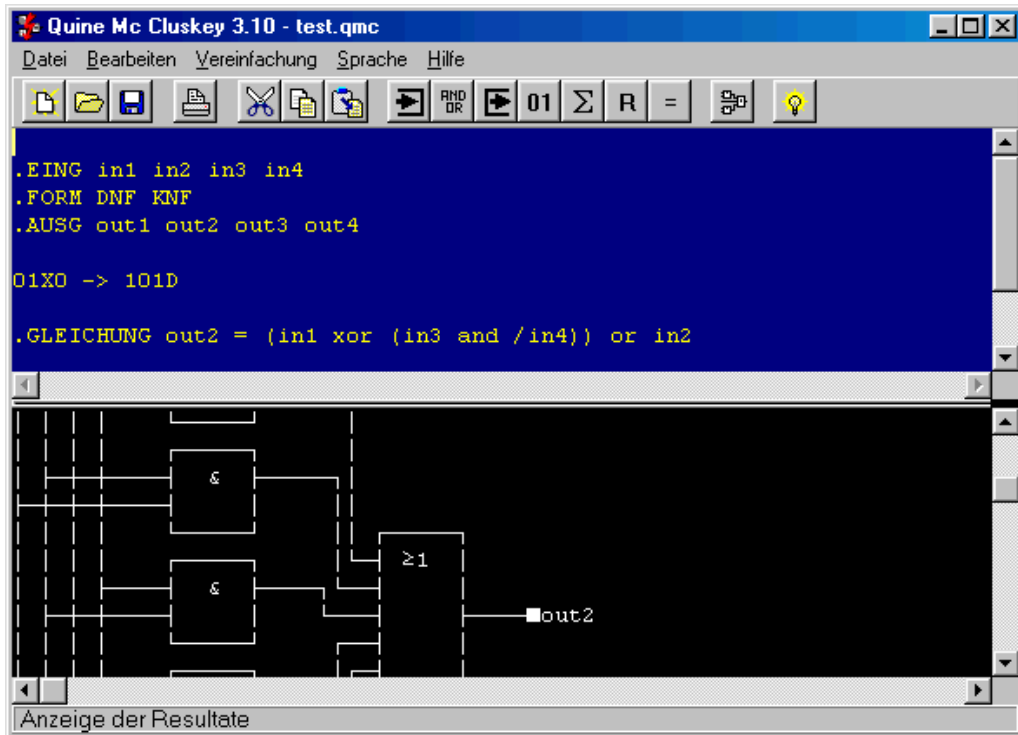 Quine Mc Cluskey 3.10 - test.qmc
Datei Bearbeiten Vereinfachung Sprache Hilfe
AND OR 01 Σ R =
.EING in1 in2 in3 in4
.FORM DNF KNF
.AUSG out1 out2 out3 out4
01X0 -> 101D
.GLEICHUNG out2 = (in1 xor (in3 and /in4)) or in2
&
≥1
&
out2
Anzeige der Resultate